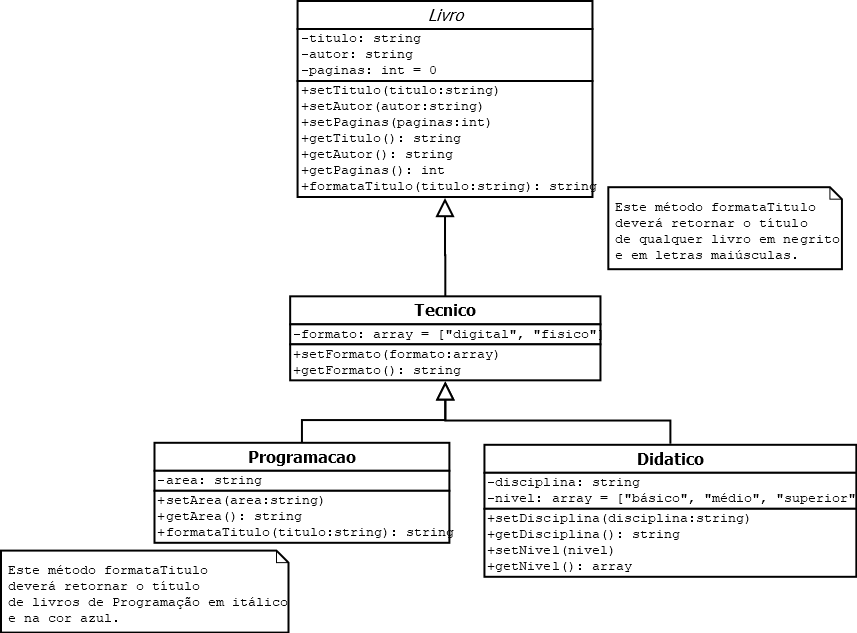 Livro
-titulo: string
-autor: string
-paginas: int = 0
+setTitulo(titulo:string)
+setAutor(autor:string)
+setPaginas(paginas:int)
+getTitulo(): string
+getAutor(): string
+getPaginas(): int
+formataTitulo(titulo:string): string
Este método formataTitulo
deverá retornar o título
de qualquer livro em negrito
e em letras maiúsculas.
Tecnico
-formato: array = ["digital", "fisico"]
+setFormato(formato:array)
+getFormato(): string
Programacao
-area: string
+setArea(area:string)
+getArea(): string
+formataTitulo(titulo:string): string
Didatico
-disciplina: string
-nivel: array = ["básico", "médio", "superior"
+setDisciplina(disciplina:string)
+getDisciplina(): string
+setNivel(nivel)
+getNivel(): array
Este método formataTitulo
deverá retornar o título
de livros de Programação em itálico
e na cor azul.